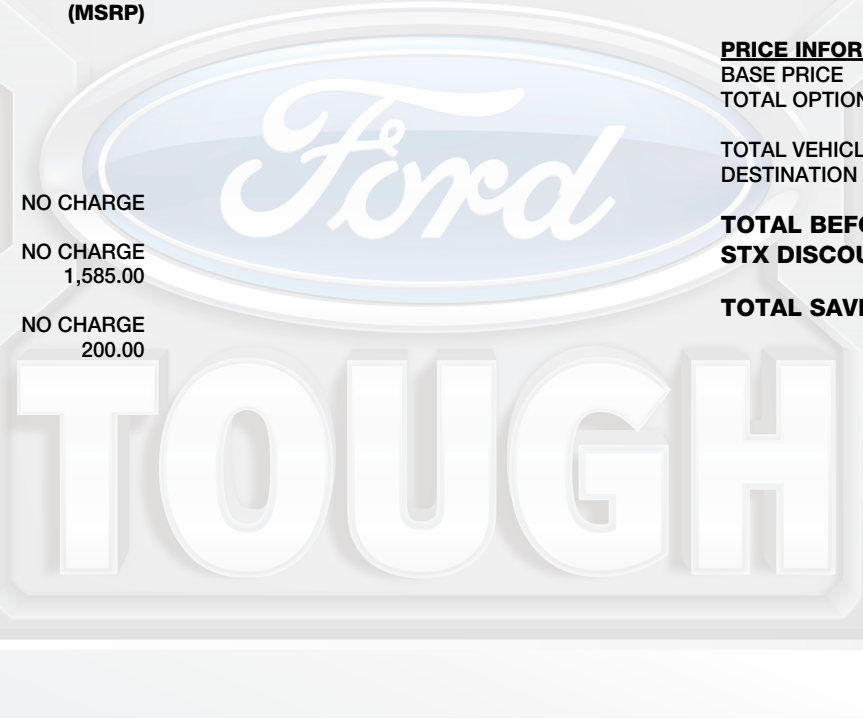 (MSRP)
NO CHARGE
NO CHARGE
1,585.00
NO CHARGE
200.00
PRICE INFOR
BASE PRICE
TOTAL OPTION
TOTAL VEHICL
DESTINATION
TOTAL BEFO
STX DISCOU
TOTAL SAVI
Ford
TOUGH